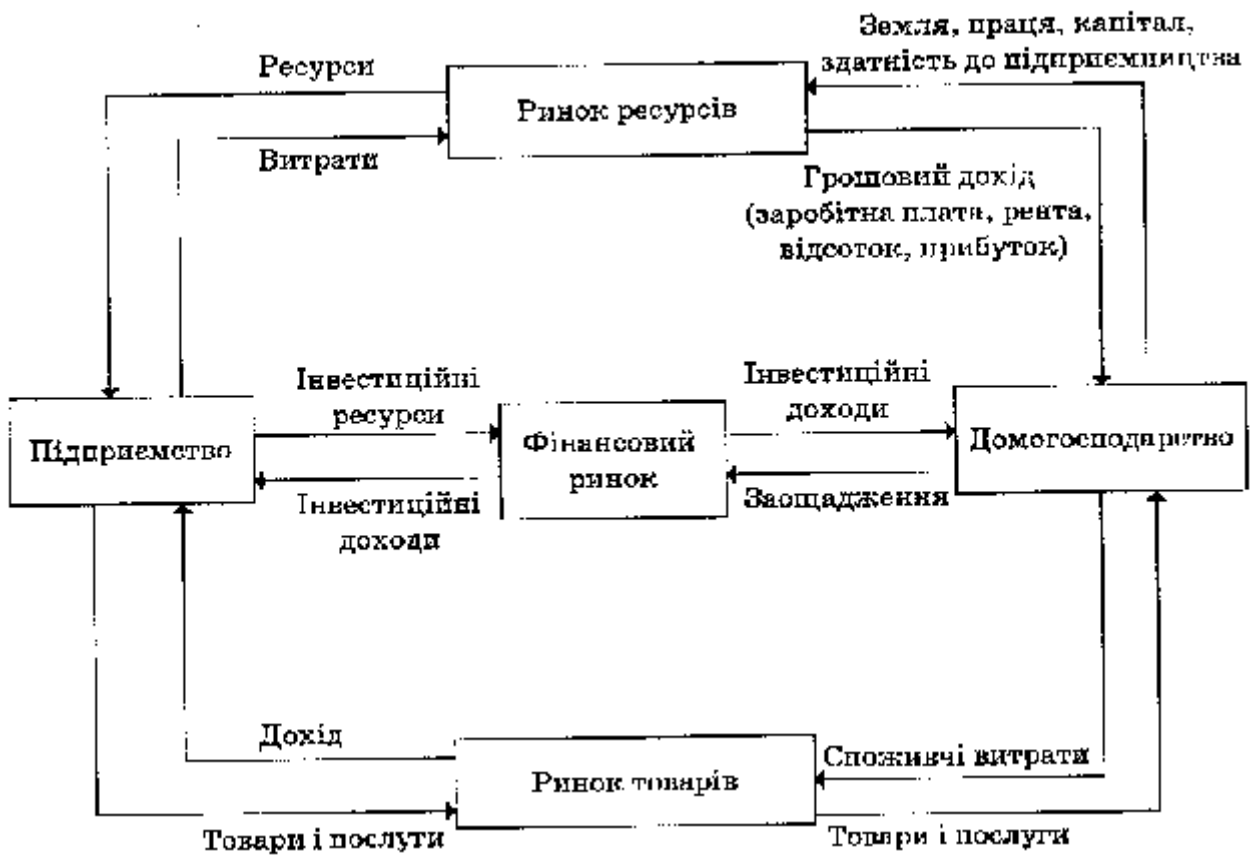 Земля, праця, капітал,
здатність до підприємництва
Ресурси
Ринок ресурсів
Витрати
Грошовий дохід
(заробітна плата, рента,
відсоток, прибуток)
Інвестиційні
ресурси
Інвестиційні
доходи
Підприємство
Фінансовий
ринок
Домогосподарство
Інвестиційні
доходи
Заощадження
Дохід
Ринок товарів
Споживчі витрати
Товари і послуги
Товари і послуги